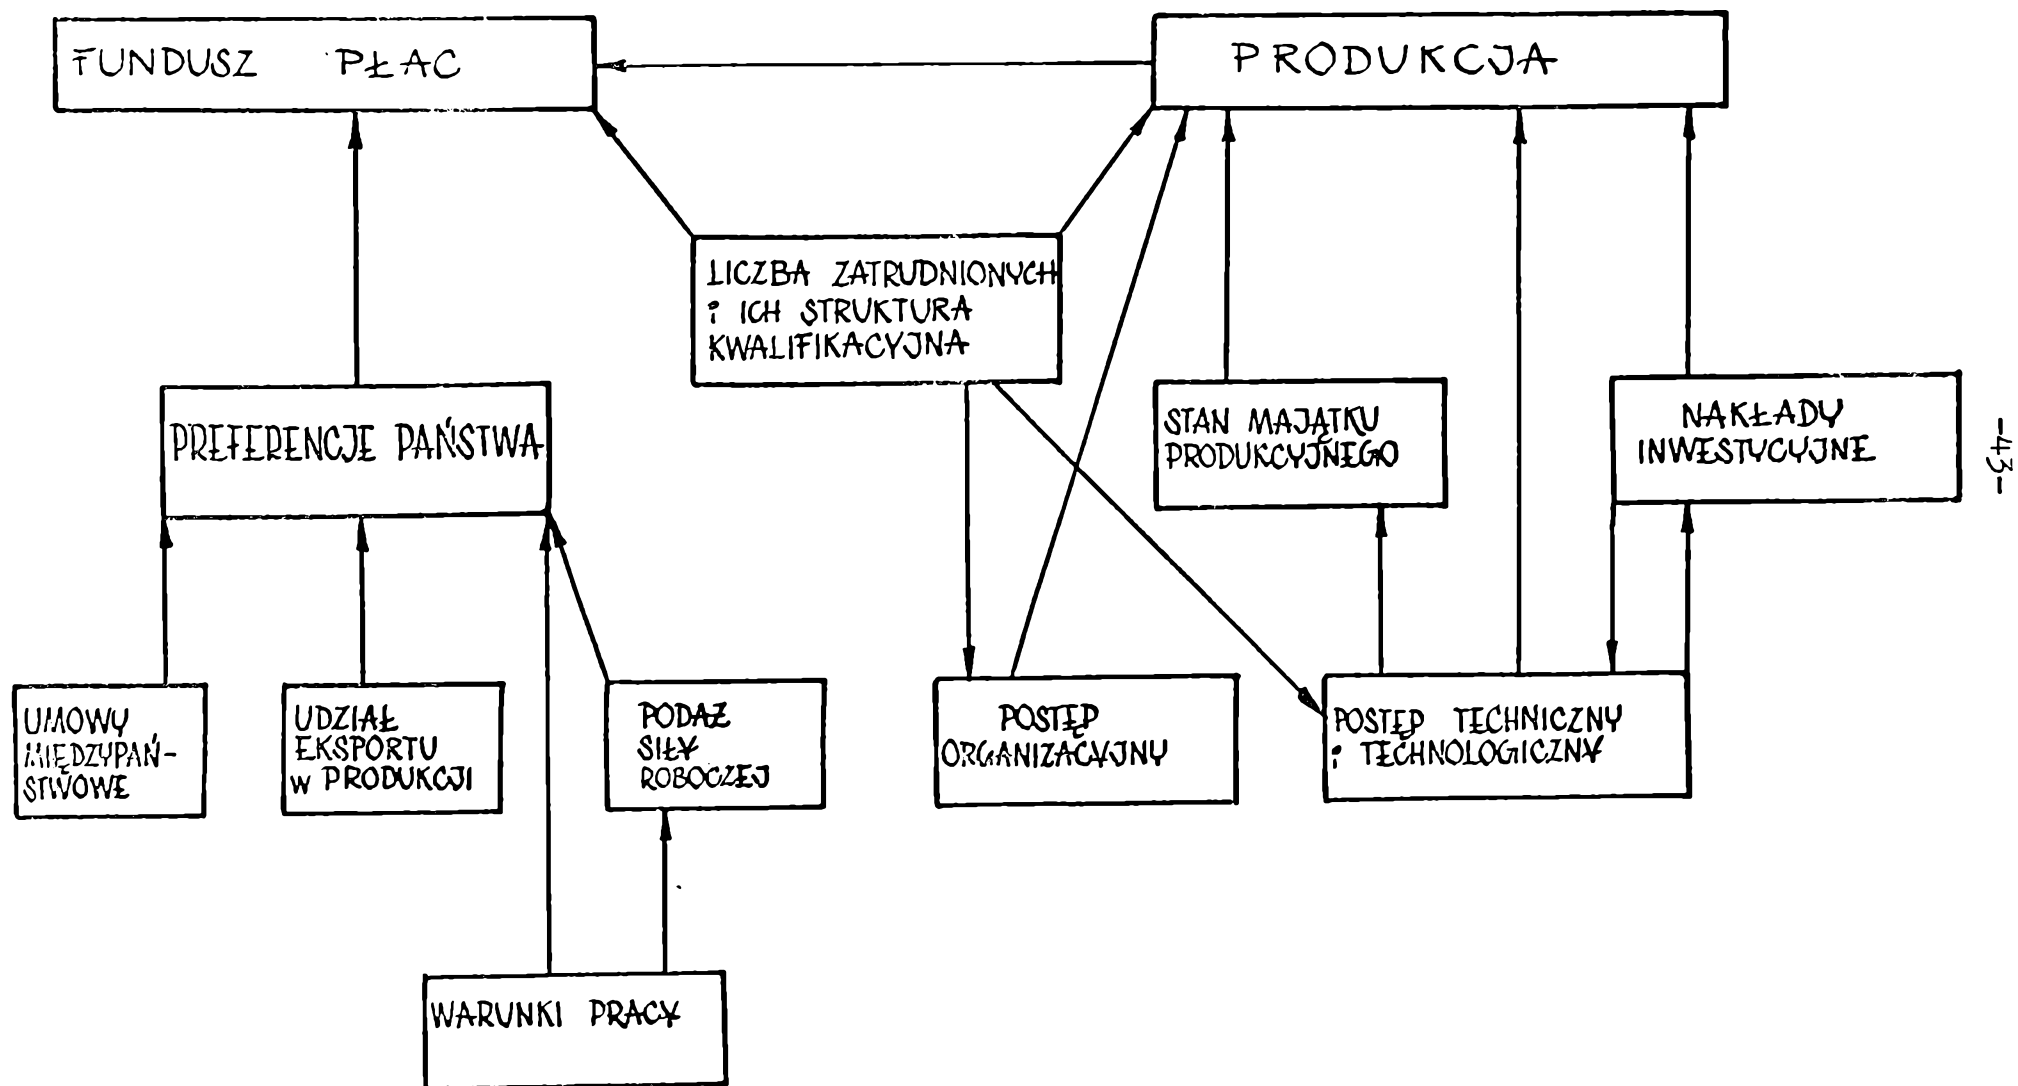 FUNDUSZ PŁAC
PRODUKCJA
LICZBA ZATRUDNIONYCH
i ICH STRUKTURA
KWALIFIKACYJNA
PREFERENCJE PAŃSTWA
STAN MAJĄTKU
PRODUKCYJNEGO
NAKŁADY
INWESTYCYJNE
-43-
UMOWY
MIĘDZYPAŃ-
STWOWE
UDZIAŁ
EKSPORTU
w PRODUKCJI
PODAŻ
SIŁY
ROBOCZEJ
POSTĘP
ORGANIZACYJNY
POSTĘP TECHNICZNY
i TECHNOLOGICZNY
WARUNKI PRACY